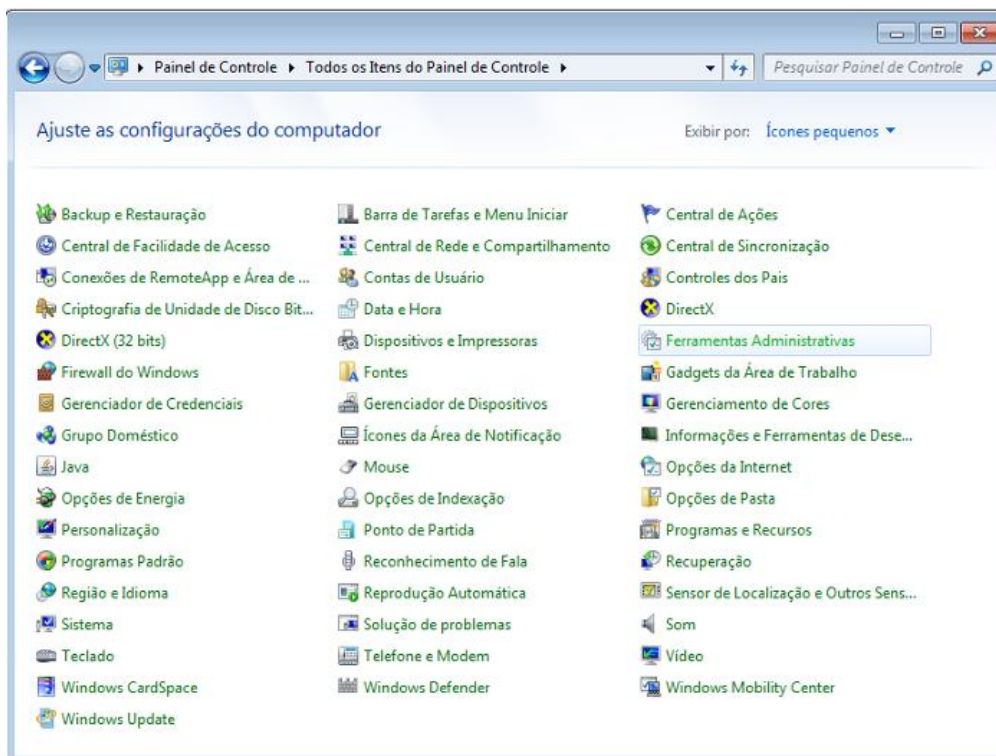 Painel de Controle Todos os Itens do Painel de Controle Pesquisar Painel de Controle
Ajuste as configurações do computador Exibir por: Ícones pequenos
Backup e Restauração Barra de Tarefas e Menu Iniciar Central de Ações
Central de Facilidade de Acesso Central de Rede e Compartilhamento Central de Sincronização
Conexões de RemoteApp e Área de ... Contas de Usuário Controles dos Pais
Criptografia de Unidade de Disco Bit... Data e Hora DirectX
DirectX (32 bits) Dispositivos e Impressoras Ferramentas Administrativas
Firewall do Windows Fontes Gadgets da Área de Trabalho
Gerenciador de Credenciais Gerenciador de Dispositivos Gerenciamento de Cores
Grupo Doméstico Ícones da Área de Notificação Informações e Ferramentas de Dese...
Java Mouse Opções da Internet
Opções de Energia Opções de Indexação Opções de Pasta
Personalização Ponto de Partida Programas e Recursos
Programas Padrão Reconhecimento de Fala Recuperação
Região e Idioma Reprodução Automática Sensor de Localização e Outros Sens...
Sistema Solução de problemas Som
Teclado Telefone e Modem Vídeo
Windows CardSpace Windows Defender Windows Mobility Center
Windows Update